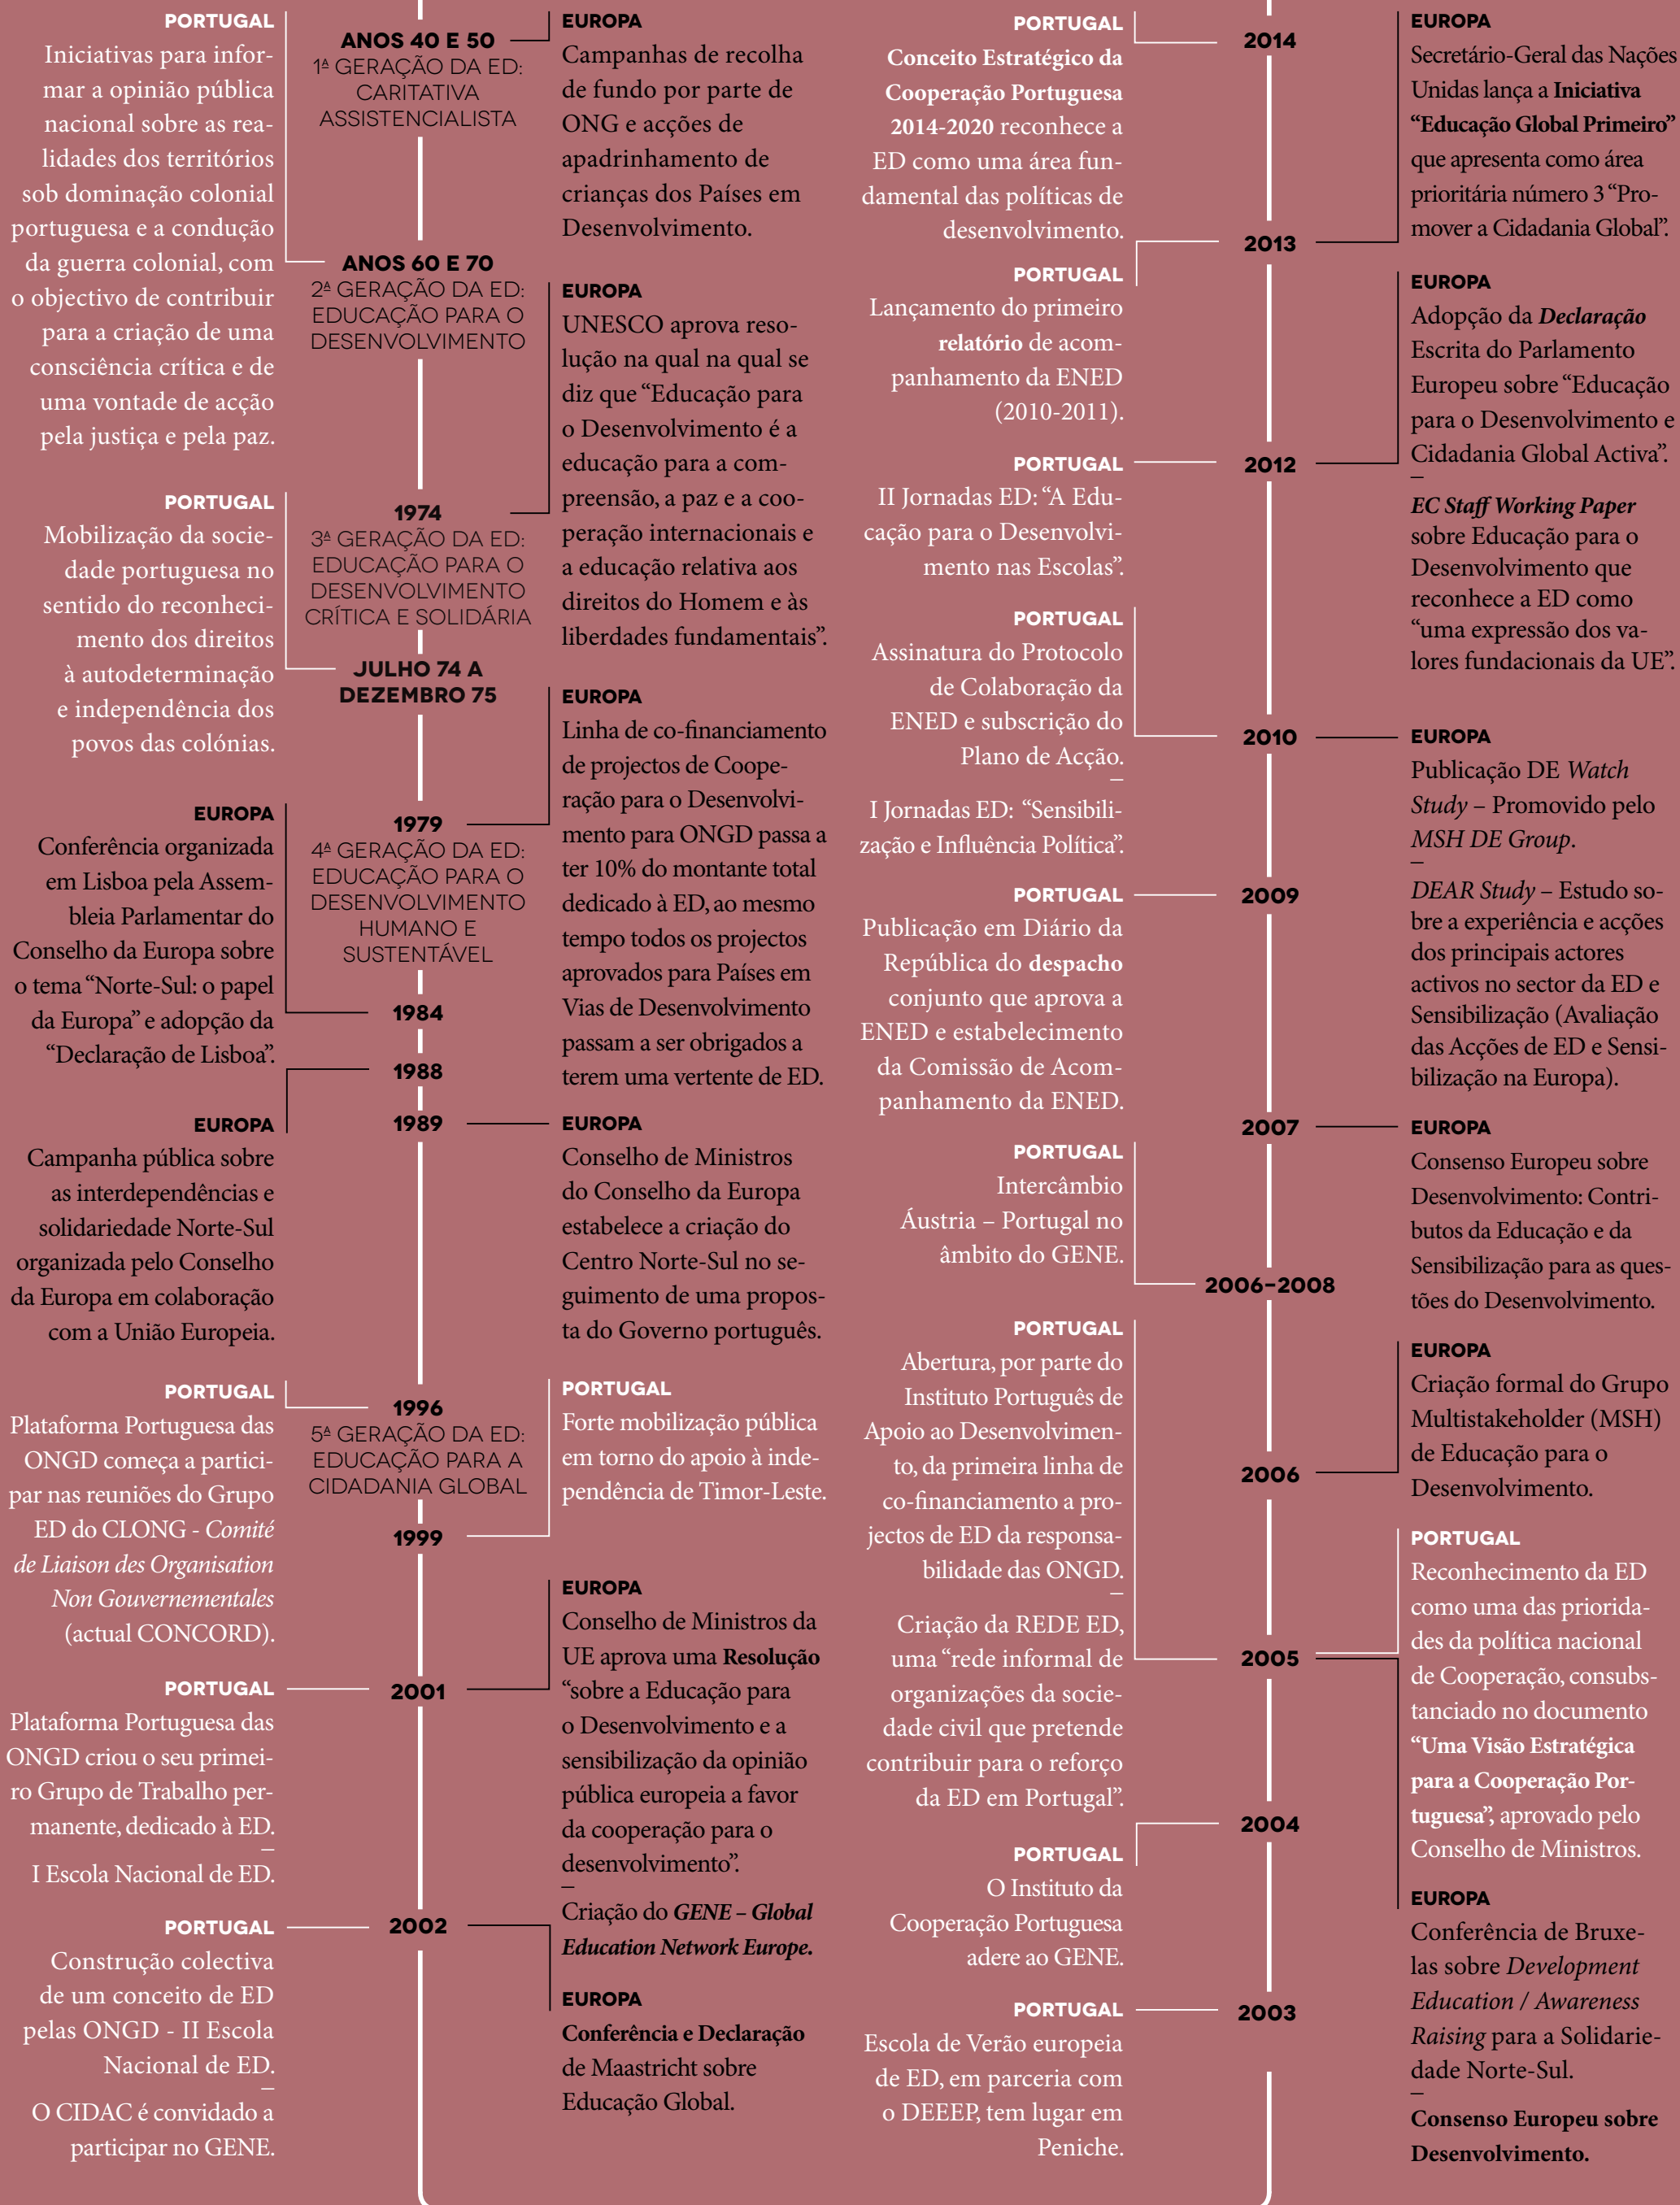 PORTUGAL
Iniciativas para infor-
mar a opinião pública
nacional sobre as rea-
lidades dos territórios
sob dominação colonial
portuguesa e a condução
da guerra colonial, com
o objectivo de contribuir
para a criação de uma
consciência crítica e de
uma vontade de acção
pela justiça e pela paz.
PORTUGAL
Mobilização da socie-
dade portuguesa no
sentido do reconheci-
mento dos direitos
à autodeterminação
e independência dos
povos das colónias.
EUROPA
Conferência organizada
em Lisboa pela Assem-
bleia Parlamentar do
Conselho da Europa sobre
o tema “Norte-Sul: o papel
da Europa” e adopção da
“Declaração de Lisboa”.
EUROPA
Campanha pública sobre
as interdependências e
solidariedade Norte-Sul
organizada pelo Conselho
da Europa em colaboração
com a União Europeia.
PORTUGAL
Plataforma Portuguesa das
ONGD começa a partici-
par nas reuniões do Grupo
ED do CLONG - Comité
de Liaison des Organisation
Non Gouvernementales
(actual CONCORD).
PORTUGAL
Plataforma Portuguesa das
ONGD criou o seu primei-
ro Grupo de Trabalho per-
manente, dedicado à ED.
–
I Escola Nacional de ED.
PORTUGAL
Construção colectiva
de um conceito de ED
pelas ONGD - II Escola
Nacional de ED.
–
O CIDAC é convidado a
participar no GENE.
ANOS 40 E 50
1ª GERAÇÃO DA ED:
CARITATIVA
ASSISTENCIALISTA
ANOS 60 E 70
2ª GERAÇÃO DA ED:
EDUCAÇÃO PARA O
DESENVOLVIMENTO
1974
3ª GERAÇÃO DA ED:
EDUCAÇÃO PARA O
DESENVOLVIMENTO
CRÍTICA E SOLIDÁRIA
JULHO 74 A
DEZEMBRO 75
1979
4ª GERAÇÃO DA ED:
EDUCAÇÃO PARA O
DESENVOLVIMENTO
HUMANO E
SUSTENTÁVEL
1984
1988
1989
1996
5ª GERAÇÃO DA ED:
EDUCAÇÃO PARA A
CIDADANIA GLOBAL
1999
2001
2002
EUROPA
Campanhas de recolha
de fundo por parte de
ONG e acções de
apadrinhamento de
crianças dos Países em
Desenvolvimento.
EUROPA
UNESCO aprova reso-
lução na qual na qual se
diz que “Educação para
o Desenvolvimento é a
educação para a com-
preensão, a paz e a coo-
peração internacionais e
a educação relativa aos
direitos do Homem e às
liberdades fundamentais”.
EUROPA
Linha de co-financiamento
de projectos de Coope-
ração para o Desenvolvi-
mento para ONGD passa a
ter 10% do montante total
dedicado à ED, ao mesmo
tempo todos os projectos
aprovados para Países em
Vias de Desenvolvimento
passam a ser obrigados a
terem uma vertente de ED.
EUROPA
Conselho de Ministros
do Conselho da Europa
estabelece a criação do
Centro Norte-Sul no se-
guimento de uma propos-
ta do Governo português.
PORTUGAL
Forte mobilização pública
em torno do apoio à inde-
pendência de Timor-Leste.
EUROPA
Conselho de Ministros da
UE aprova uma Resolução
“sobre a Educação para
o Desenvolvimento e a
sensibilização da opinião
pública europeia a favor
da cooperação para o
desenvolvimento”.
–
Criação do GENE – Global
Education Network Europe.
EUROPA
Conferência e Declaração
de Maastricht sobre
Educação Global.
PORTUGAL
Conceito Estratégico da
Cooperação Portuguesa
2014-2020 reconhece a
ED como uma área fun-
damental das políticas de
desenvolvimento.
PORTUGAL
Lançamento do primeiro
relatório de acom-
panhamento da ENED
(2010-2011).
PORTUGAL
II Jornadas ED: “A Edu-
cação para o Desenvolvi-
mento nas Escolas”.
PORTUGAL
Assinatura do Protocolo
de Colaboração da
ENED e subscrição do
Plano de Acção.
–
I Jornadas ED: “Sensibili-
zação e Influência Política”.
PORTUGAL
Publicação em Diário da
República do despacho
conjunto que aprova a
ENED e estabelecimento
da Comissão de Acom-
panhamento da ENED.
PORTUGAL
Intercâmbio
Áustria – Portugal no
âmbito do GENE.
PORTUGAL
Abertura, por parte do
Instituto Português de
Apoio ao Desenvolvimen-
to, da primeira linha de
co-financiamento a pro-
jectos de ED da responsa-
bilidade das ONGD.
–
Criação da REDE ED,
uma “rede informal de
organizações da socie-
dade civil que pretende
contribuir para o reforço
da ED em Portugal”.
PORTUGAL
O Instituto da
Cooperação Portuguesa
adere ao GENE.
PORTUGAL
Escola de Verão europeia
de ED, em parceria com
o DEEEP, tem lugar em
Peniche.
2014
2013
2012
2010
2009
2007
2006–2008
2006
2005
2004
2003
EUROPA
Secretário-Geral das Nações
Unidas lança a Iniciativa
“Educação Global Primeiro”
que apresenta como área
prioritária número 3 “Pro-
mover a Cidadania Global”.
EUROPA
Adopção da Declaração
Escrita do Parlamento
Europeu sobre “Educação
para o Desenvolvimento e
Cidadania Global Activa”.
–
EC Staff Working Paper
sobre Educação para o
Desenvolvimento que
reconhece a ED como
“uma expressão dos va-
lores fundacionais da UE”.
EUROPA
Publicação DE Watch
Study – Promovido pelo
MSH DE Group.
–
DEAR Study – Estudo so-
bre a experiência e acções
dos principais actores
activos no sector da ED e
Sensibilização (Avaliação
das Acções de ED e Sensi-
bilização na Europa).
EUROPA
Consenso Europeu sobre
Desenvolvimento: Contri-
butos da Educação e da
Sensibilização para as ques-
tões do Desenvolvimento.
EUROPA
Criação formal do Grupo
Multistakeholder (MSH)
de Educação para o
Desenvolvimento.
PORTUGAL
Reconhecimento da ED
como uma das priorida-
des da política nacional
de Cooperação, consubs-
tanciado no documento
“Uma Visão Estratégica
para a Cooperação Por-
tuguesa”, aprovado pelo
Conselho de Ministros.
EUROPA
Conferência de Bruxe-
las sobre Development
Education / Awareness
Raising para a Solidarie-
dade Norte-Sul.
–
Consenso Europeu sobre
Desenvolvimento.